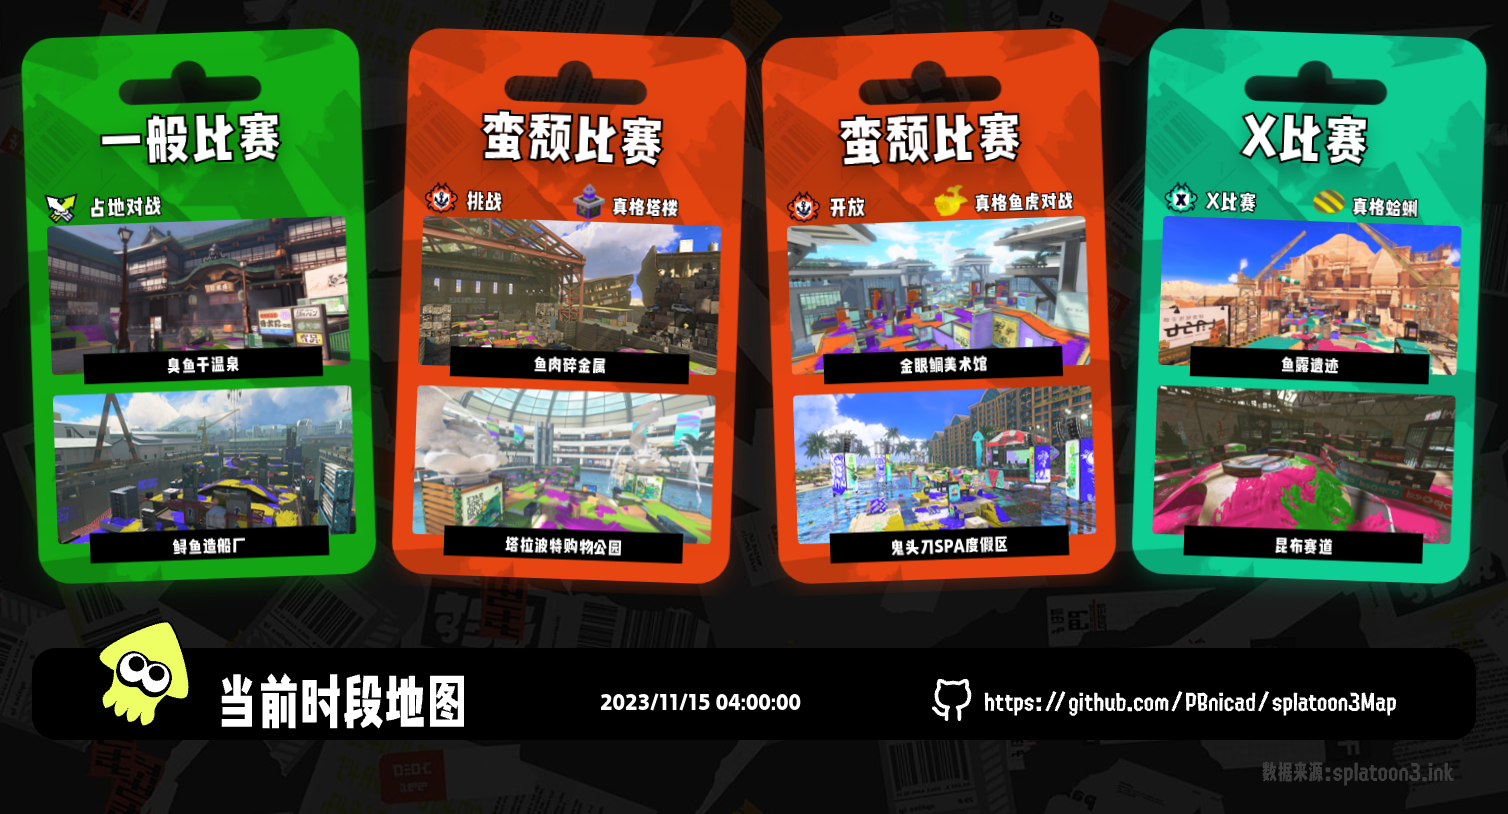 一般比赛
占地对战
臭鱼干温泉
鲟鱼造船厂
蛮颓比赛
挑战
真格塔楼
鱼肉碎金属
塔拉波特购物公园
蛮颓比赛
开放
真格鱼虎对战
金眼鲷美术馆
鬼头刀SPA度假区
X比赛
X比赛
真格蛤蜊
鱼露遗迹
昆布赛道
当前时段地图
2023/11/15 04:00:00
https://github.com/PBnicad/splatoon3Map
数据来源:splatoon3.ink